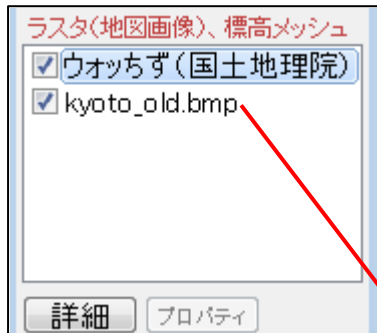 ラスタ(地図画像)、標高メッシュ
ウオッちず(国土地理院)
kyoto_old.bmp
詳細 プロパティ